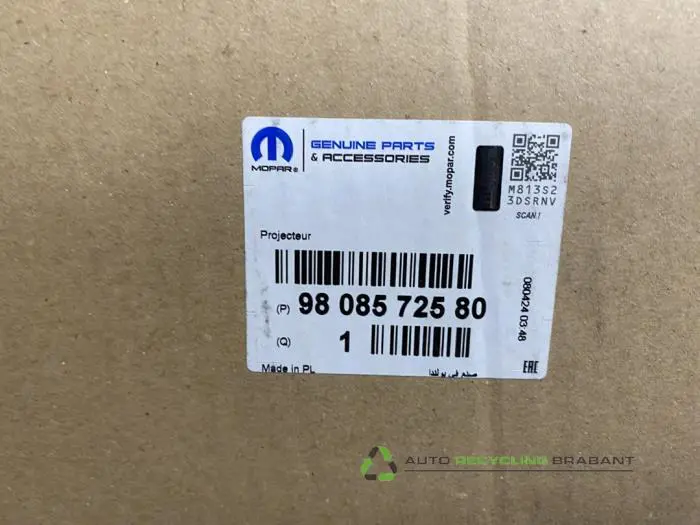 MOPAR®
GENUINE PARTS
& ACCESSORIES
verify.mopar.com
M813S2
3DSRNV
SCAN!
Projecteur
(P) 98 085 725 80
(Q) 1
080424 03:48
EAC
Made in PL
صنع في بولندا
AUTO RECYCLING BRABANT